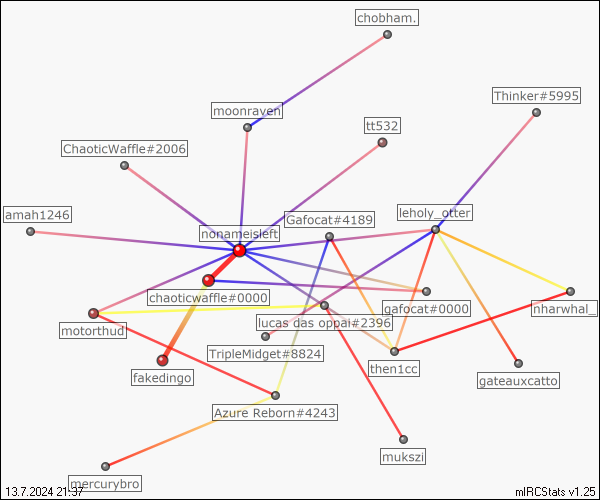 chobham.
Thinker#5995
moonraven
tt532
ChaoticWaffle#2006
amah1246
Gafocat#4189
leholy_otter
nonameisleft
chaoticwaffle#0000
gafocat#0000
nharwhal_
motorthud
lucas das oppai#2396
TripleMidget#8824
then1cc
fakedingo
gateauxcatto
Azure Reborn#4243
mukszi
mercurybro
13.7.2024 21:37
mIRCStats v1.25